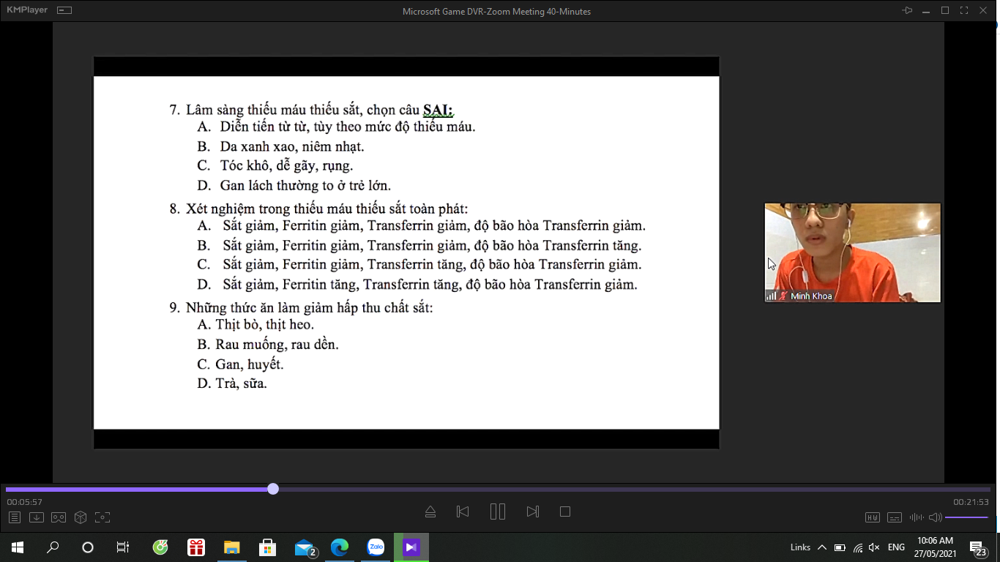 KMPlayer
Microsoft Game DVR-Zoom Meeting 40-Minutes
7. Lâm sàng thiếu máu thiếu sắt, chọn câu SAI:
A. Diễn tiến từ từ, tùy theo mức độ thiếu máu.
B. Da xanh xao, niêm nhạt.
C. Tóc khô, dễ gãy, rụng.
D. Gan lách thường to ở trẻ lớn.
8. Xét nghiệm trong thiếu máu thiếu sắt toàn phát:
A. Sắt giảm, Ferritin giảm, Transferrin giảm, độ bão hòa Transferrin giảm.
B. Sắt giảm, Ferritin giảm, Transferrin giảm, độ bão hòa Transferrin tăng.
C. Sắt giảm, Ferritin giảm, Transferrin tăng, độ bão hòa Transferrin giảm.
D. Sắt giảm, Ferritin tăng, Transferrin tăng, độ bão hòa Transferrin giảm.
9. Những thức ăn làm giảm hấp thu chất sắt:
A. Thịt bò, thịt heo.
B. Rau muống, rau dền.
C. Gan, huyết.
D. Trà, sữa.
Minh Khoa
00:05:57
00:21:53
HW
Zalo
2
Links
ENG
10:06 AM
27/05/2021
23